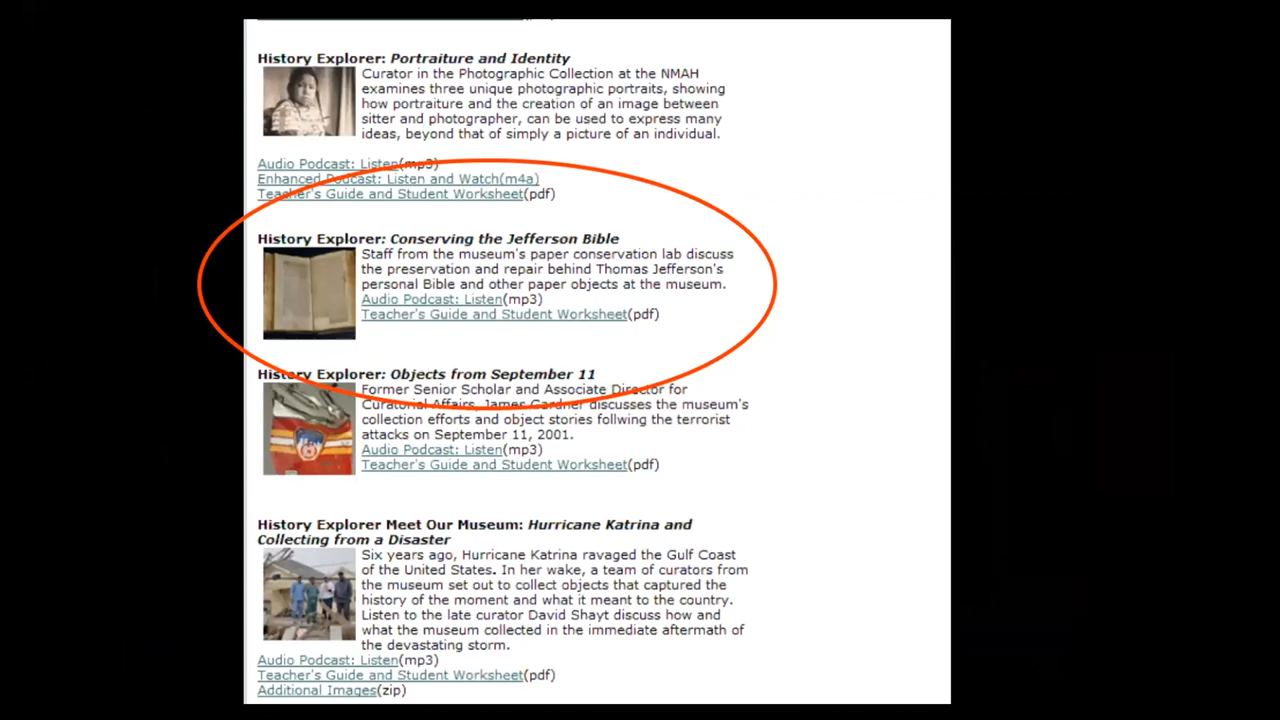 History Explorer: Portraiture and Identity
Curator in the Photographic Collection at the NMAH
examines three unique photographic portraits, showing
how portraiture and the creation of an image between
sitter and photographer, can be used to express many
ideas, beyond that of simply a picture of an individual.
Audio Podcast: Listen(mp3)
Enhanced Podcast: Listen and Watch(m4a)
Teacher's Guide and Student Worksheet(pdf)
History Explorer: Conserving the Jefferson Bible
Staff from the museum's paper conservation lab discuss
the preservation and repair behind Thomas Jefferson's
personal Bible and other paper objects at the museum.
Audio Podcast: Listen(mp3)
Teacher's Guide and Student Worksheet(pdf)
History Explorer: Objects from September 11
Former Senior Scholar and Associate Director for
Curatorial Affairs, James Gardner discusses the museum's
collection efforts and object stories follwing the terrorist
attacks on September 11, 2001.
Audio Podcast: Listen(mp3)
Teacher's Guide and Student Worksheet(pdf)
History Explorer Meet Our Museum: Hurricane Katrina and
Collecting from a Disaster
Six years ago, Hurricane Katrina ravaged the Gulf Coast
of the United States. In her wake, a team of curators from
the museum set out to collect objects that captured the
history of the moment and what it meant to the country.
Listen to the late curator David Shayt discuss how and
what the museum collected in the immediate aftermath of
the devastating storm.
Audio Podcast: Listen(mp3)
Teacher's Guide and Student Worksheet(pdf)
Additional Images(zip)